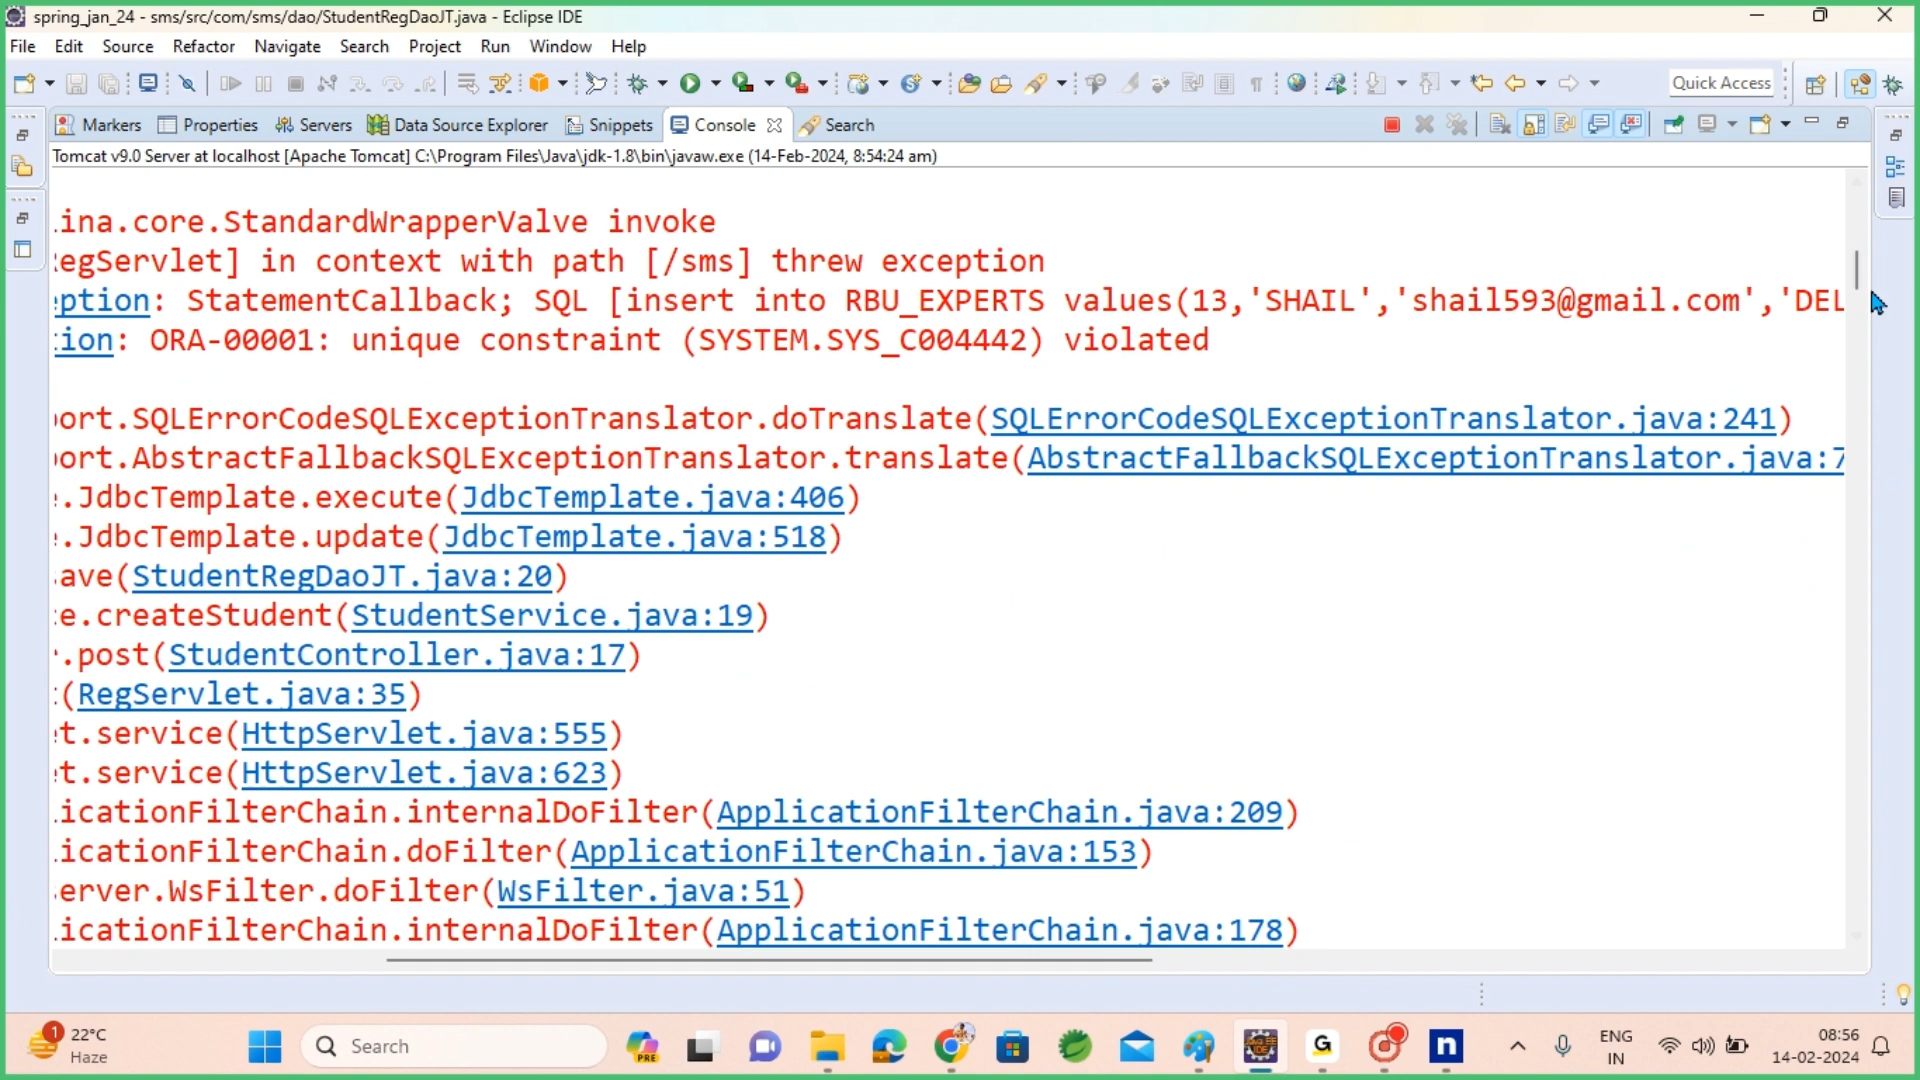 spring_jan_24 - sms/src/com/sms/dao/StudentRegDaoJT.java - Eclipse IDE
File Edit Source Refactor Navigate Search Project Run Window Help
Quick Access
Markers Properties Servers Data Source Explorer Snippets Console Search
Tomcat v9.0 Server at localhost [Apache Tomcat] C:\Program Files\Java\jdk-1.8\bin\javaw.exe (14-Feb-2024, 8:54:24 am)
ina.core.StandardWrapperValve invoke
egServlet] in context with path [/sms] threw exception
eption: StatementCallback; SQL [insert into RBU_EXPERTS values(13,'SHAIL','shail593@gmail.com','DEL
ion: ORA-00001: unique constraint (SYSTEM.SYS_C004442) violated
ort.SQLErrorCodeSQLExceptionTranslator.doTranslate(SQLErrorCodeSQLExceptionTranslator.java:241)
ort.AbstractFallbackSQLExceptionTranslator.translate(AbstractFallbackSQLExceptionTranslator.java:7
.JdbcTemplate.execute(JdbcTemplate.java:406)
.JdbcTemplate.update(JdbcTemplate.java:518)
ave(StudentRegDaoJT.java:20)
e.createStudent(StudentService.java:19)
.post(StudentController.java:17)
(RegServlet.java:35)
t.service(HttpServlet.java:555)
t.service(HttpServlet.java:623)
icationFilterChain.internalDoFilter(ApplicationFilterChain.java:209)
icationFilterChain.doFilter(ApplicationFilterChain.java:153)
erver.WsFilter.doFilter(WsFilter.java:51)
icationFilterChain.internalDoFilter(ApplicationFilterChain.java:178)
1 22°C
Haze
Search
PRE
ENG
IN
08:56
14-02-2024